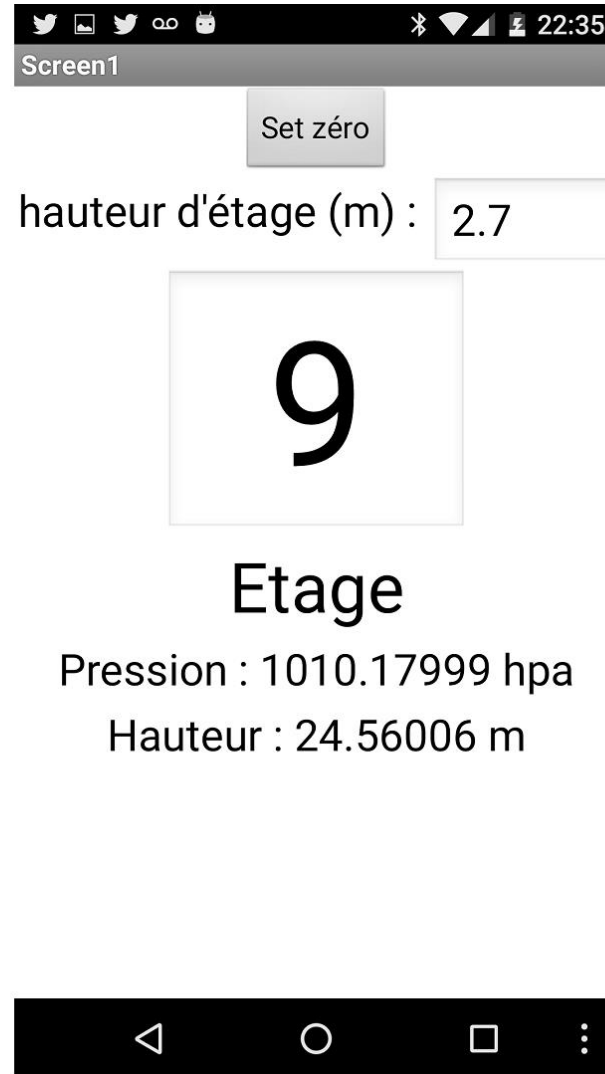 22:35
Screen1
Set zéro
hauteur d'étage (m) : 2.7
9
Etage
Pression : 1010.17999 hpa
Hauteur : 24.56006 m